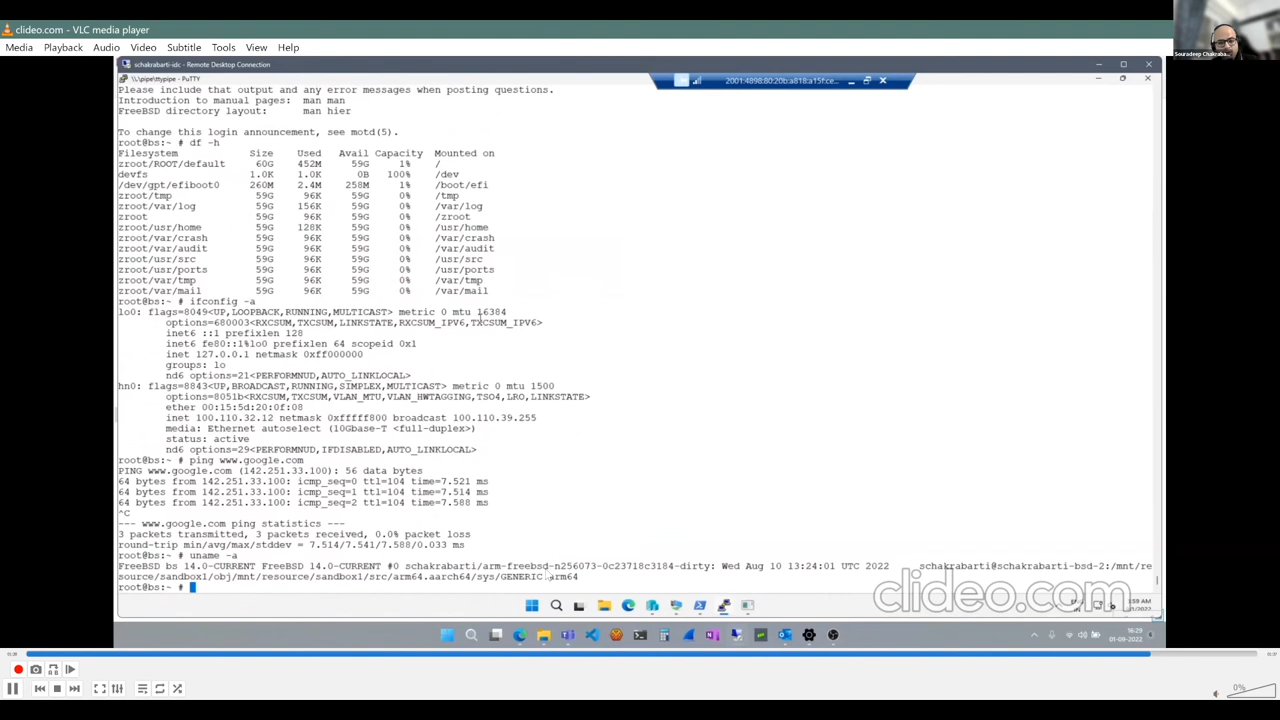 clideo.com - VLC media player
Media Playback Audio Video Subtitle Tools View Help
Souradeep Chakraba...
schakrabarti-idc - Remote Desktop Connection
\\.\pipe\ttypipe - PuTTY
2001:4898:80:20b:a818:a15f:ce...
Please include that output and any error messages when posting questions.
Introduction to manual pages: man man
FreeBSD directory layout: man hier
To change this login announcement, see motd(5).
root@bs:~ # df -h
Filesystem Size Used Avail Capacity Mounted on
zroot/ROOT/default 60G 452M 59G 1% /
devfs 1.0K 1.0K 0B 100% /dev
/dev/gpt/efiboot0 260M 2.4M 258M 1% /boot/efi
zroot/tmp 59G 96K 59G 0% /tmp
zroot/var/log 59G 156K 59G 0% /var/log
zroot 59G 96K 59G 0% /zroot
zroot/usr/home 59G 128K 59G 0% /usr/home
zroot/var/crash 59G 96K 59G 0% /var/crash
zroot/var/audit 59G 96K 59G 0% /var/audit
zroot/usr/src 59G 96K 59G 0% /usr/src
zroot/usr/ports 59G 96K 59G 0% /usr/ports
zroot/var/tmp 59G 96K 59G 0% /var/tmp
zroot/var/mail 59G 96K 59G 0% /var/mail
root@bs:~ # ifconfig -a
lo0: flags=8049<UP,LOOPBACK,RUNNING,MULTICAST> metric 0 mtu 16384
options=680003<RXCSUM,TXCSUM,LINKSTATE,RXCSUM_IPV6,TXCSUM_IPV6>
inet6 ::1 prefixlen 128
inet6 fe80::1%lo0 prefixlen 64 scopeid 0x1
inet 127.0.0.1 netmask 0xff000000
groups: lo
nd6 options=21<PERFORMNUD,AUTO_LINKLOCAL>
hn0: flags=8843<UP,BROADCAST,RUNNING,SIMPLEX,MULTICAST> metric 0 mtu 1500
options=8051b<RXCSUM,TXCSUM,VLAN_MTU,VLAN_HWTAGGING,TSO4,LRO,LINKSTATE>
ether 00:15:5d:20:0f:08
inet 100.110.32.12 netmask 0xfffff800 broadcast 100.110.39.255
media: Ethernet autoselect (10Gbase-T <full-duplex>)
status: active
nd6 options=29<PERFORMNUD,IFDISABLED,AUTO_LINKLOCAL>
root@bs:~ # ping www.google.com
PING www.google.com (142.251.33.100): 56 data bytes
64 bytes from 142.251.33.100: icmp_seq=0 ttl=104 time=7.521 ms
64 bytes from 142.251.33.100: icmp_seq=1 ttl=104 time=7.514 ms
64 bytes from 142.251.33.100: icmp_seq=2 ttl=104 time=7.588 ms
^C
--- www.google.com ping statistics ---
3 packets transmitted, 3 packets received, 0.0% packet loss
round-trip min/avg/max/stddev = 7.514/7.541/7.588/0.033 ms
root@bs:~ # uname -a
FreeBSD bs 14.0-CURRENT FreeBSD 14.0-CURRENT #0 schakrabarti/arm-freebsd-n256073-0c23718c3184-dirty: Wed Aug 10 13:24:01 UTC 2022 schakrabarti@schakrabarti-bsd-2:/mnt/re
source/sandbox1/obj/mnt/resource/sandbox1/src/arm64.aarch64/sys/GENERIC arm64
root@bs:~ #
clideo.com
16:29
01-09-2022
0%